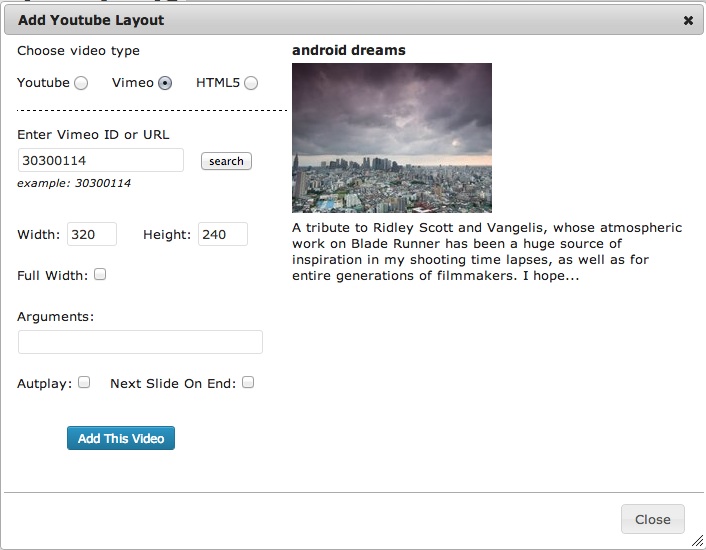 Add Youtube Layout
Choose video type
Youtube Vimeo HTML5
Enter Vimeo ID or URL
30300114 search
example: 30300114
Width: 320 Height: 240
Full Width:
Arguments:
Autplay: Next Slide On End:
Add This Video
android dreams
A tribute to Ridley Scott and Vangelis, whose atmospheric
work on Blade Runner has been a huge source of
inspiration in my shooting time lapses, as well as for
entire generations of filmmakers. I hope...
Close